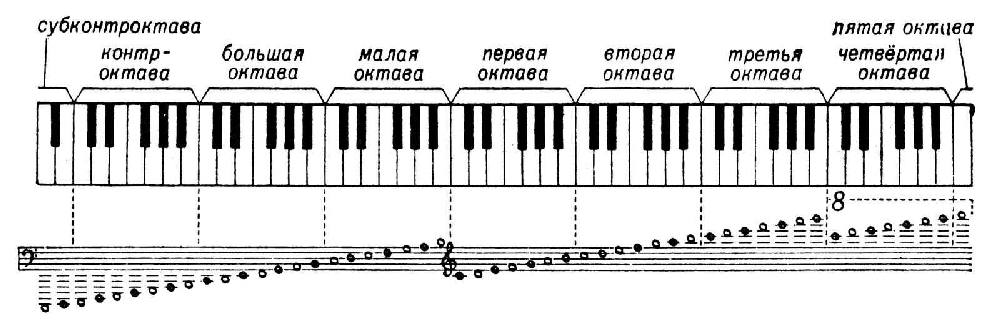 субконтроктава
пятая октава
контр-
октава
большая
октава
малая
октава
первая
октава
вторая
октава
третья
октава
четвёртая
октава
8